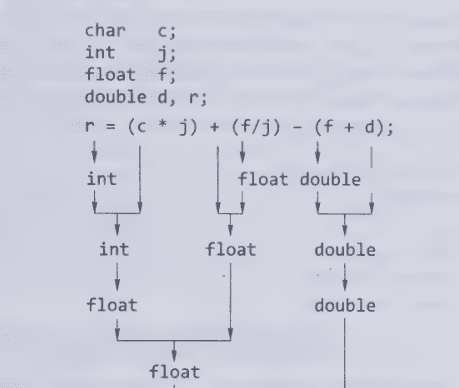 char c;
int j;
float f;
double d, r;
r = (c * j) + (f/j) - (f + d);
int float double
int float double
float double
float